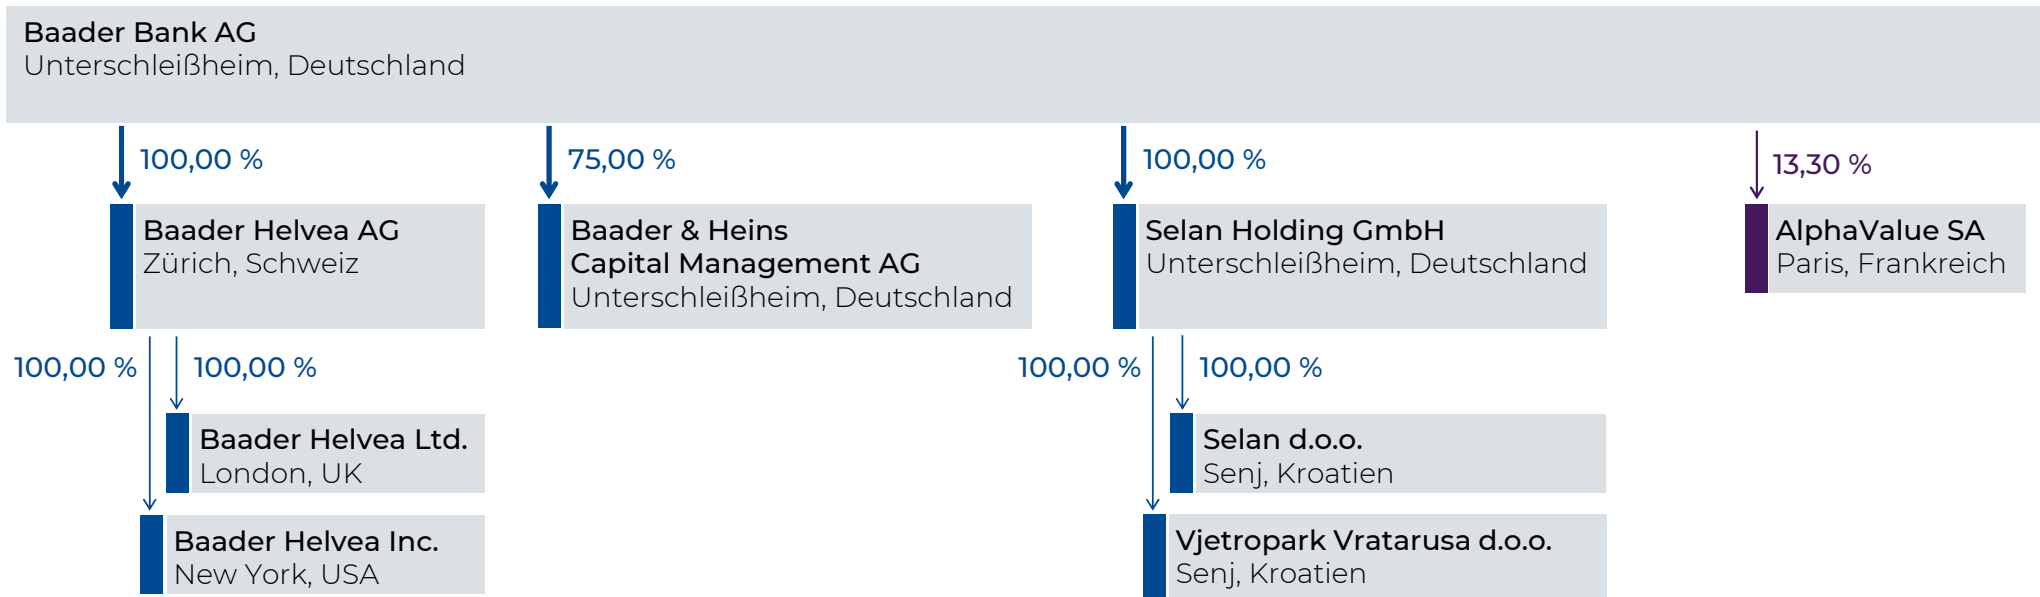 Baader Bank AG
Unterschleißheim, Deutschland
100,00 %
75,00 %
100,00 %
13,30 %
Baader Helvea AG
Zürich, Schweiz
Baader & Heins
Capital Management AG
Unterschleißheim, Deutschland
Selan Holding GmbH
Unterschleißheim, Deutschland
AlphaValue SA
Paris, Frankreich
100,00 %
100,00 %
100,00 %
100,00 %
Baader Helvea Ltd.
London, UK
Selan d.o.o.
Senj, Kroatien
Baader Helvea Inc.
New York, USA
Vjetropark Vratarusa d.o.o.
Senj, Kroatien